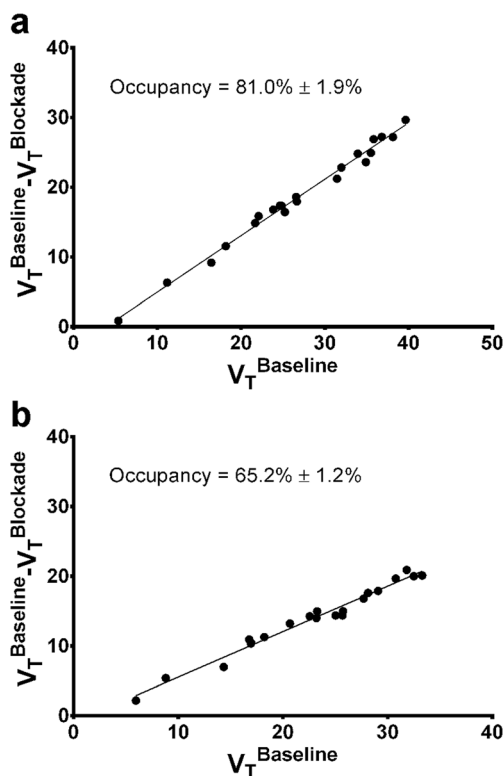 a
Occupancy = 81.0% ± 1.9%
V_T^Baseline-V_T^Blockade
40
30
20
10
0
0 10 20 30 40 50
V_T^Baseline
b
Occupancy = 65.2% ± 1.2%
V_T^Baseline-V_T^Blockade
40
30
20
10
0
0 10 20 30 40
V_T^Baseline